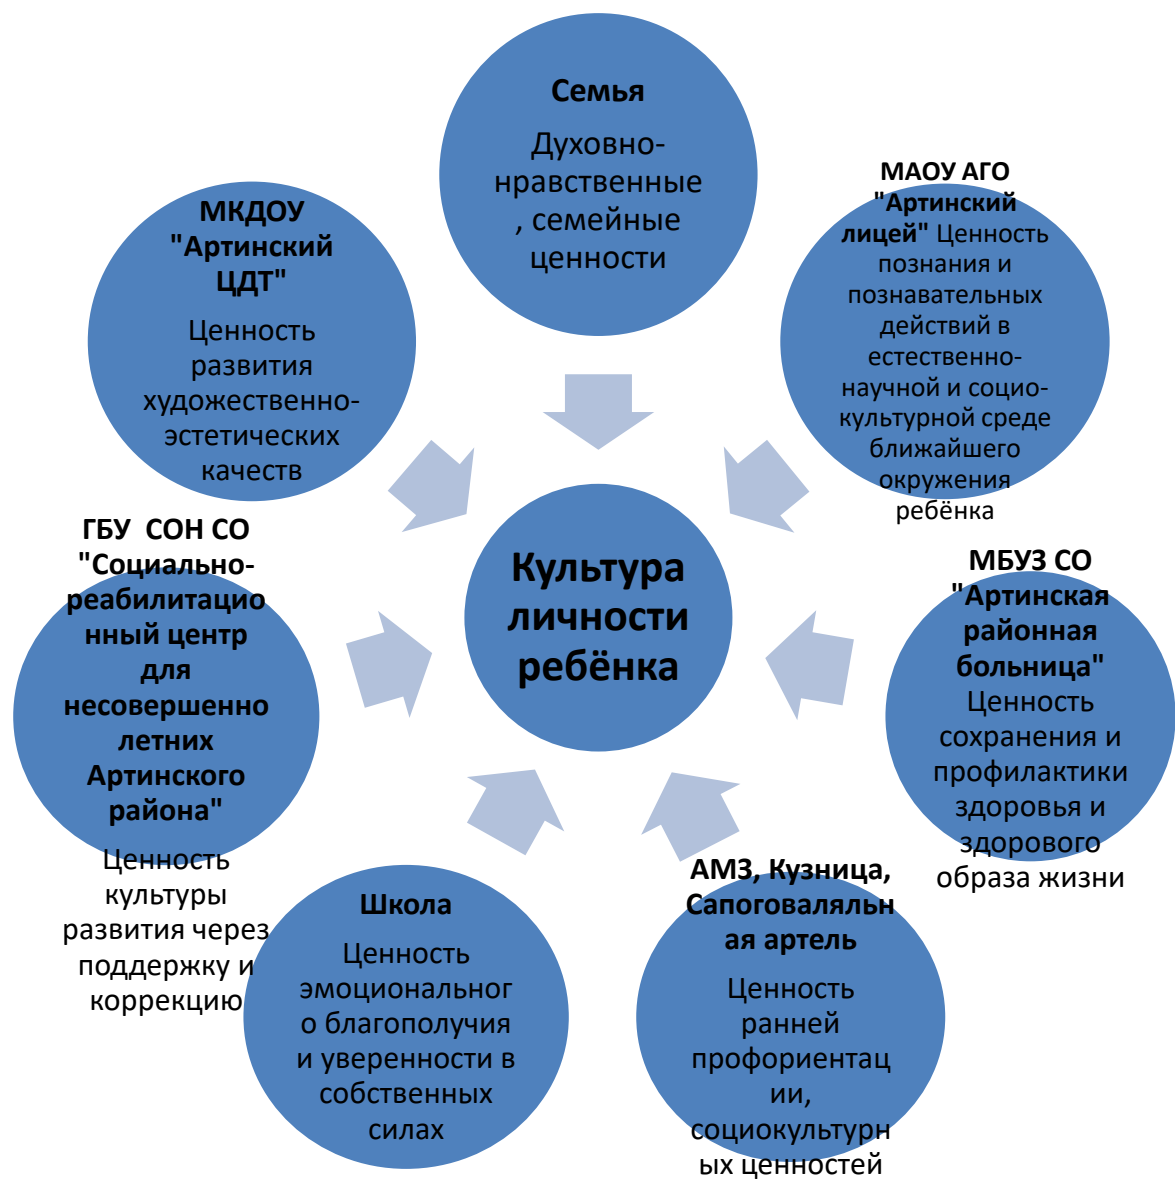 Семья
Духовно-
нравственные
, семейные
ценности
МАОУ АГО
"Артинский
лицей" Ценность
познания и
познавательных
действий в
естественно-
научной и социо-
культурной среде
ближайшего
окружения
ребёнка
МБУЗ СО
"Артинская
районная
больница"
Ценность
сохранения и
профилактики
здоровья и
здорового
образа жизни
АМЗ, Кузница,
Сапоговаляльн
ая артель
Ценность
ранней
профориентац
ии,
социокультурн
ых ценностей
Школа
Ценность
эмоциональног
о благополучия
и уверенности в
собственных
силах
ГБУ  СОН СО
"Социально-
реабилитацио
нный центр
для
несовершенно
летних
Артинского
района"
Ценность
культуры
развития через
поддержку и
коррекцию
МКДОУ
"Артинский
ЦДТ"
Ценность
развития
художественно-
эстетических
качеств
Культура
личности
ребёнка